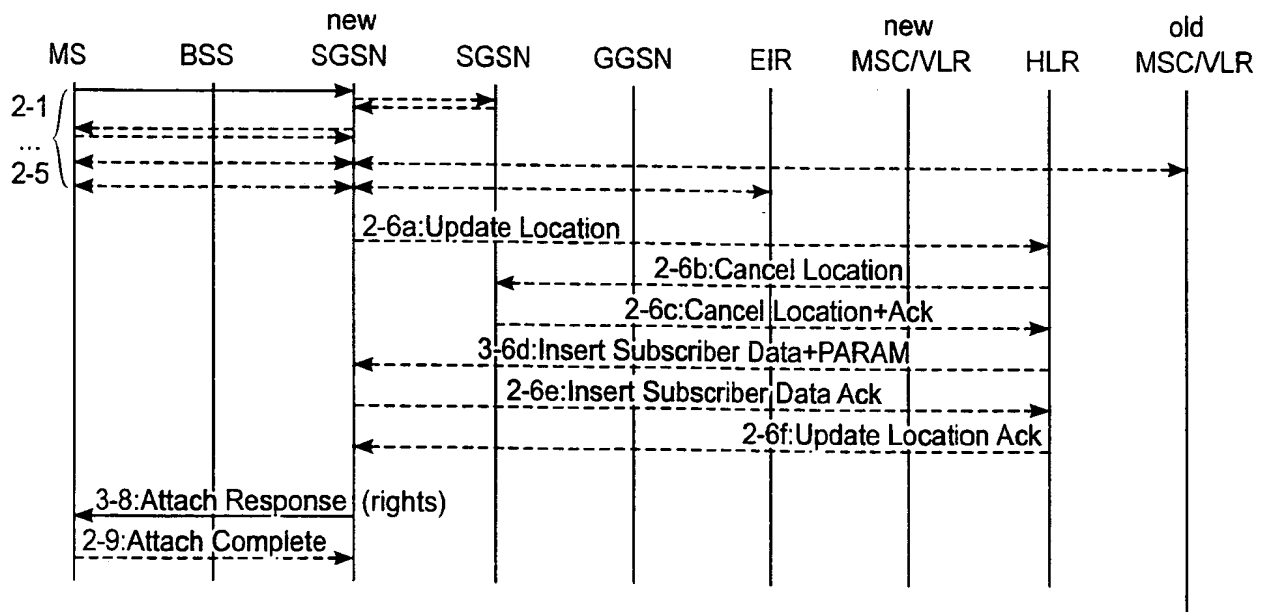 new
new
old
MS BSS SGSN SGSN GGSN EIR MSC/VLR HLR MSC/VLR
2-1
...
2-5
2-6a:Update Location
2-6b:Cancel Location
2-6c:Cancel Location+Ack
3-6d:Insert Subscriber Data+PARAM
2-6e:Insert Subscriber Data Ack
2-6f:Update Location Ack
3-8:Attach Response (rights)
2-9:Attach Complete